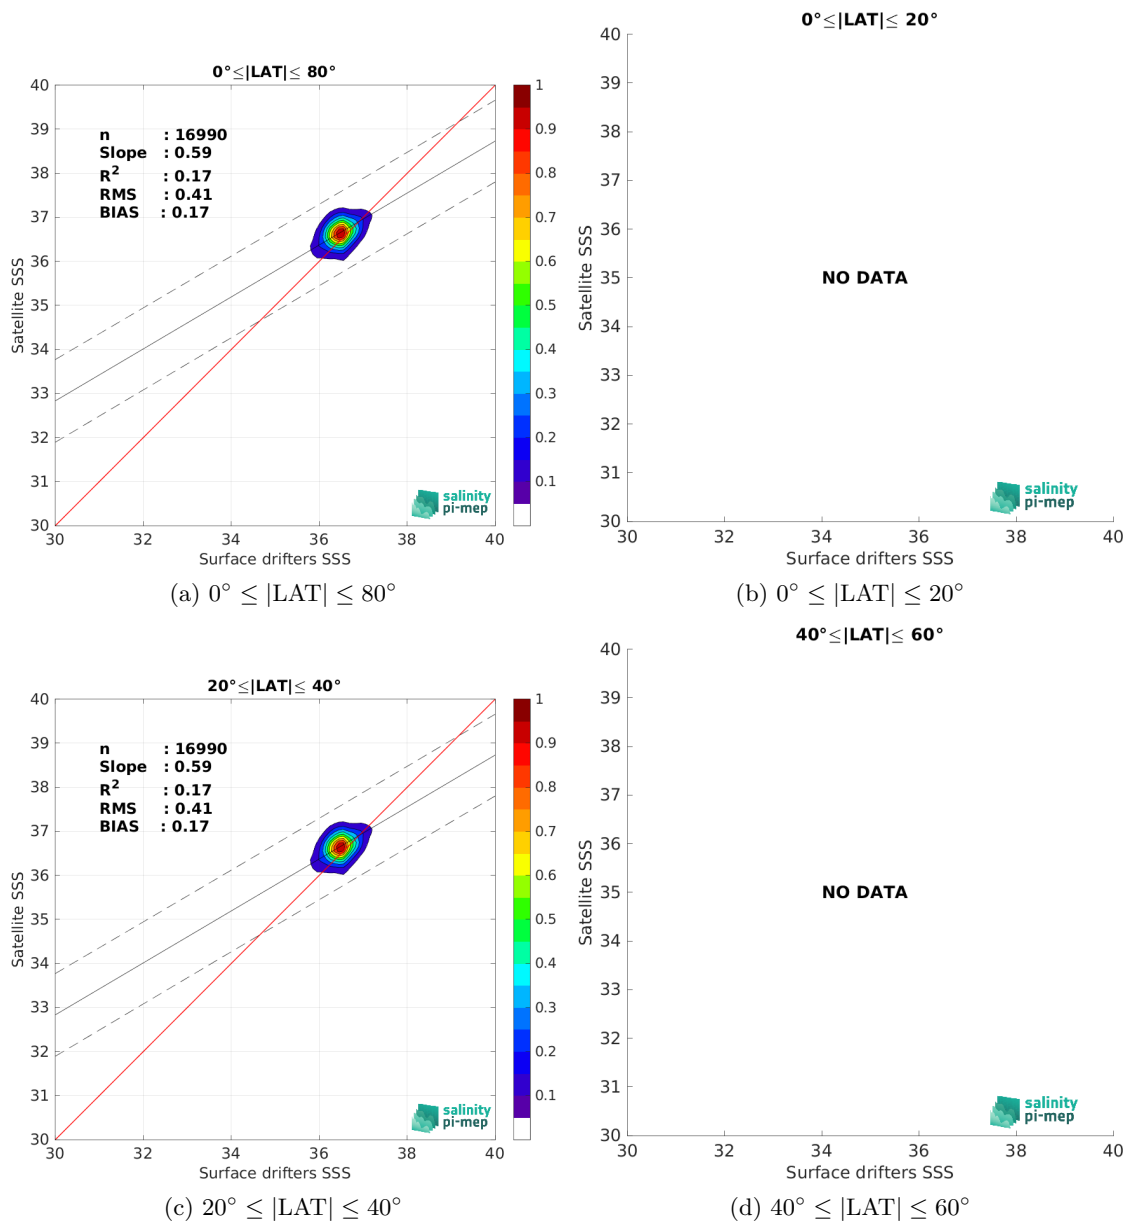 0°≤|LAT|≤ 80°
n : 16990
Slope : 0.59
R² : 0.17
RMS : 0.41
BIAS : 0.17
40
39
38
37
36
35
34
33
32
31
30
30 32 34 36 38 40
Satellite SSS
Surface drifters SSS
1
0.9
0.8
0.7
0.6
0.5
0.4
0.3
0.2
0.1
salinity
pi-mep
(a) 0° ≤ |LAT| ≤ 80°
0°≤|LAT|≤ 20°
40
39
38
37
36
35
34
33
32
31
30
30 32 34 36 38 40
Satellite SSS
Surface drifters SSS
NO DATA
salinity
pi-mep
(b) 0° ≤ |LAT| ≤ 20°
20°≤|LAT|≤ 40°
n : 16990
Slope : 0.59
R² : 0.17
RMS : 0.41
BIAS : 0.17
40
39
38
37
36
35
34
33
32
31
30
30 32 34 36 38 40
Satellite SSS
Surface drifters SSS
1
0.9
0.8
0.7
0.6
0.5
0.4
0.3
0.2
0.1
salinity
pi-mep
(c) 20° ≤ |LAT| ≤ 40°
40°≤|LAT|≤ 60°
40
39
38
37
36
35
34
33
32
31
30
30 32 34 36 38 40
Satellite SSS
Surface drifters SSS
NO DATA
salinity
pi-mep
(d) 40° ≤ |LAT| ≤ 60°